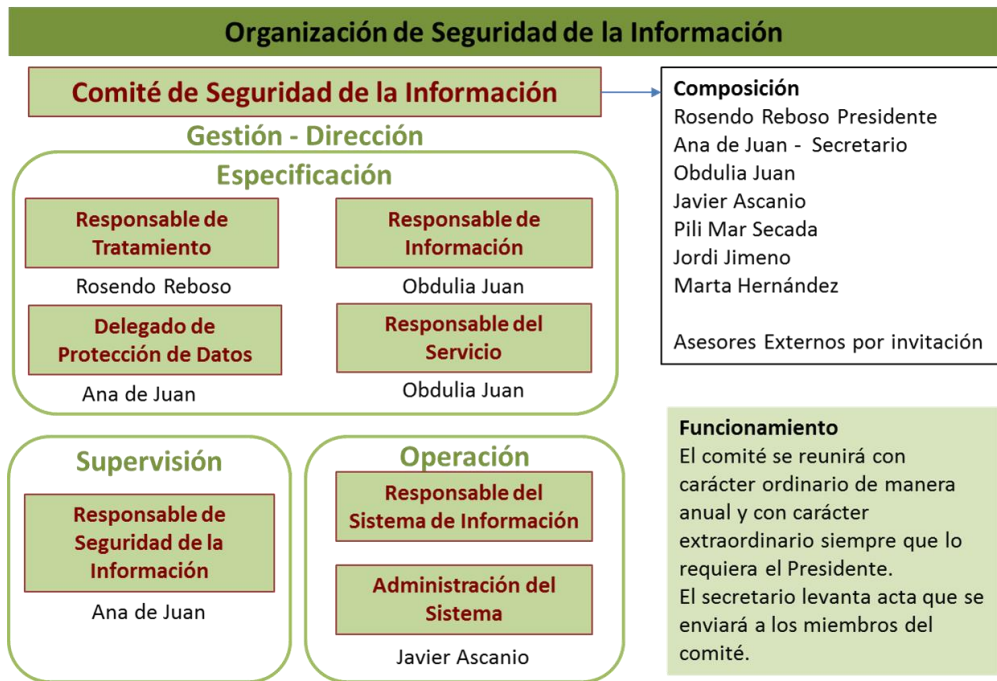 Organización de Seguridad de la Información
Comité de Seguridad de la Información
Gestión - Dirección
Especificación
Responsable de
Tratamiento
Rosendo Reboso
Responsable de
Información
Obdulia Juan
Delegado de
Protección de Datos
Ana de Juan
Responsable del
Servicio
Obdulia Juan
Supervisión
Responsable de
Seguridad de la
Información
Ana de Juan
Operación
Responsable del
Sistema de Información
Administración del
Sistema
Javier Ascanio
Composición
Rosendo Reboso Presidente
Ana de Juan - Secretario
Obdulia Juan
Javier Ascanio
Pili Mar Secada
Jordi Jimeno
Marta Hernández
Asesores Externos por invitación
Funcionamiento
El comité se reunirá con
carácter ordinario de manera
anual y con carácter
extraordinario siempre que lo
requiera el Presidente.
El secretario levanta acta que se
enviará a los miembros del
comité.